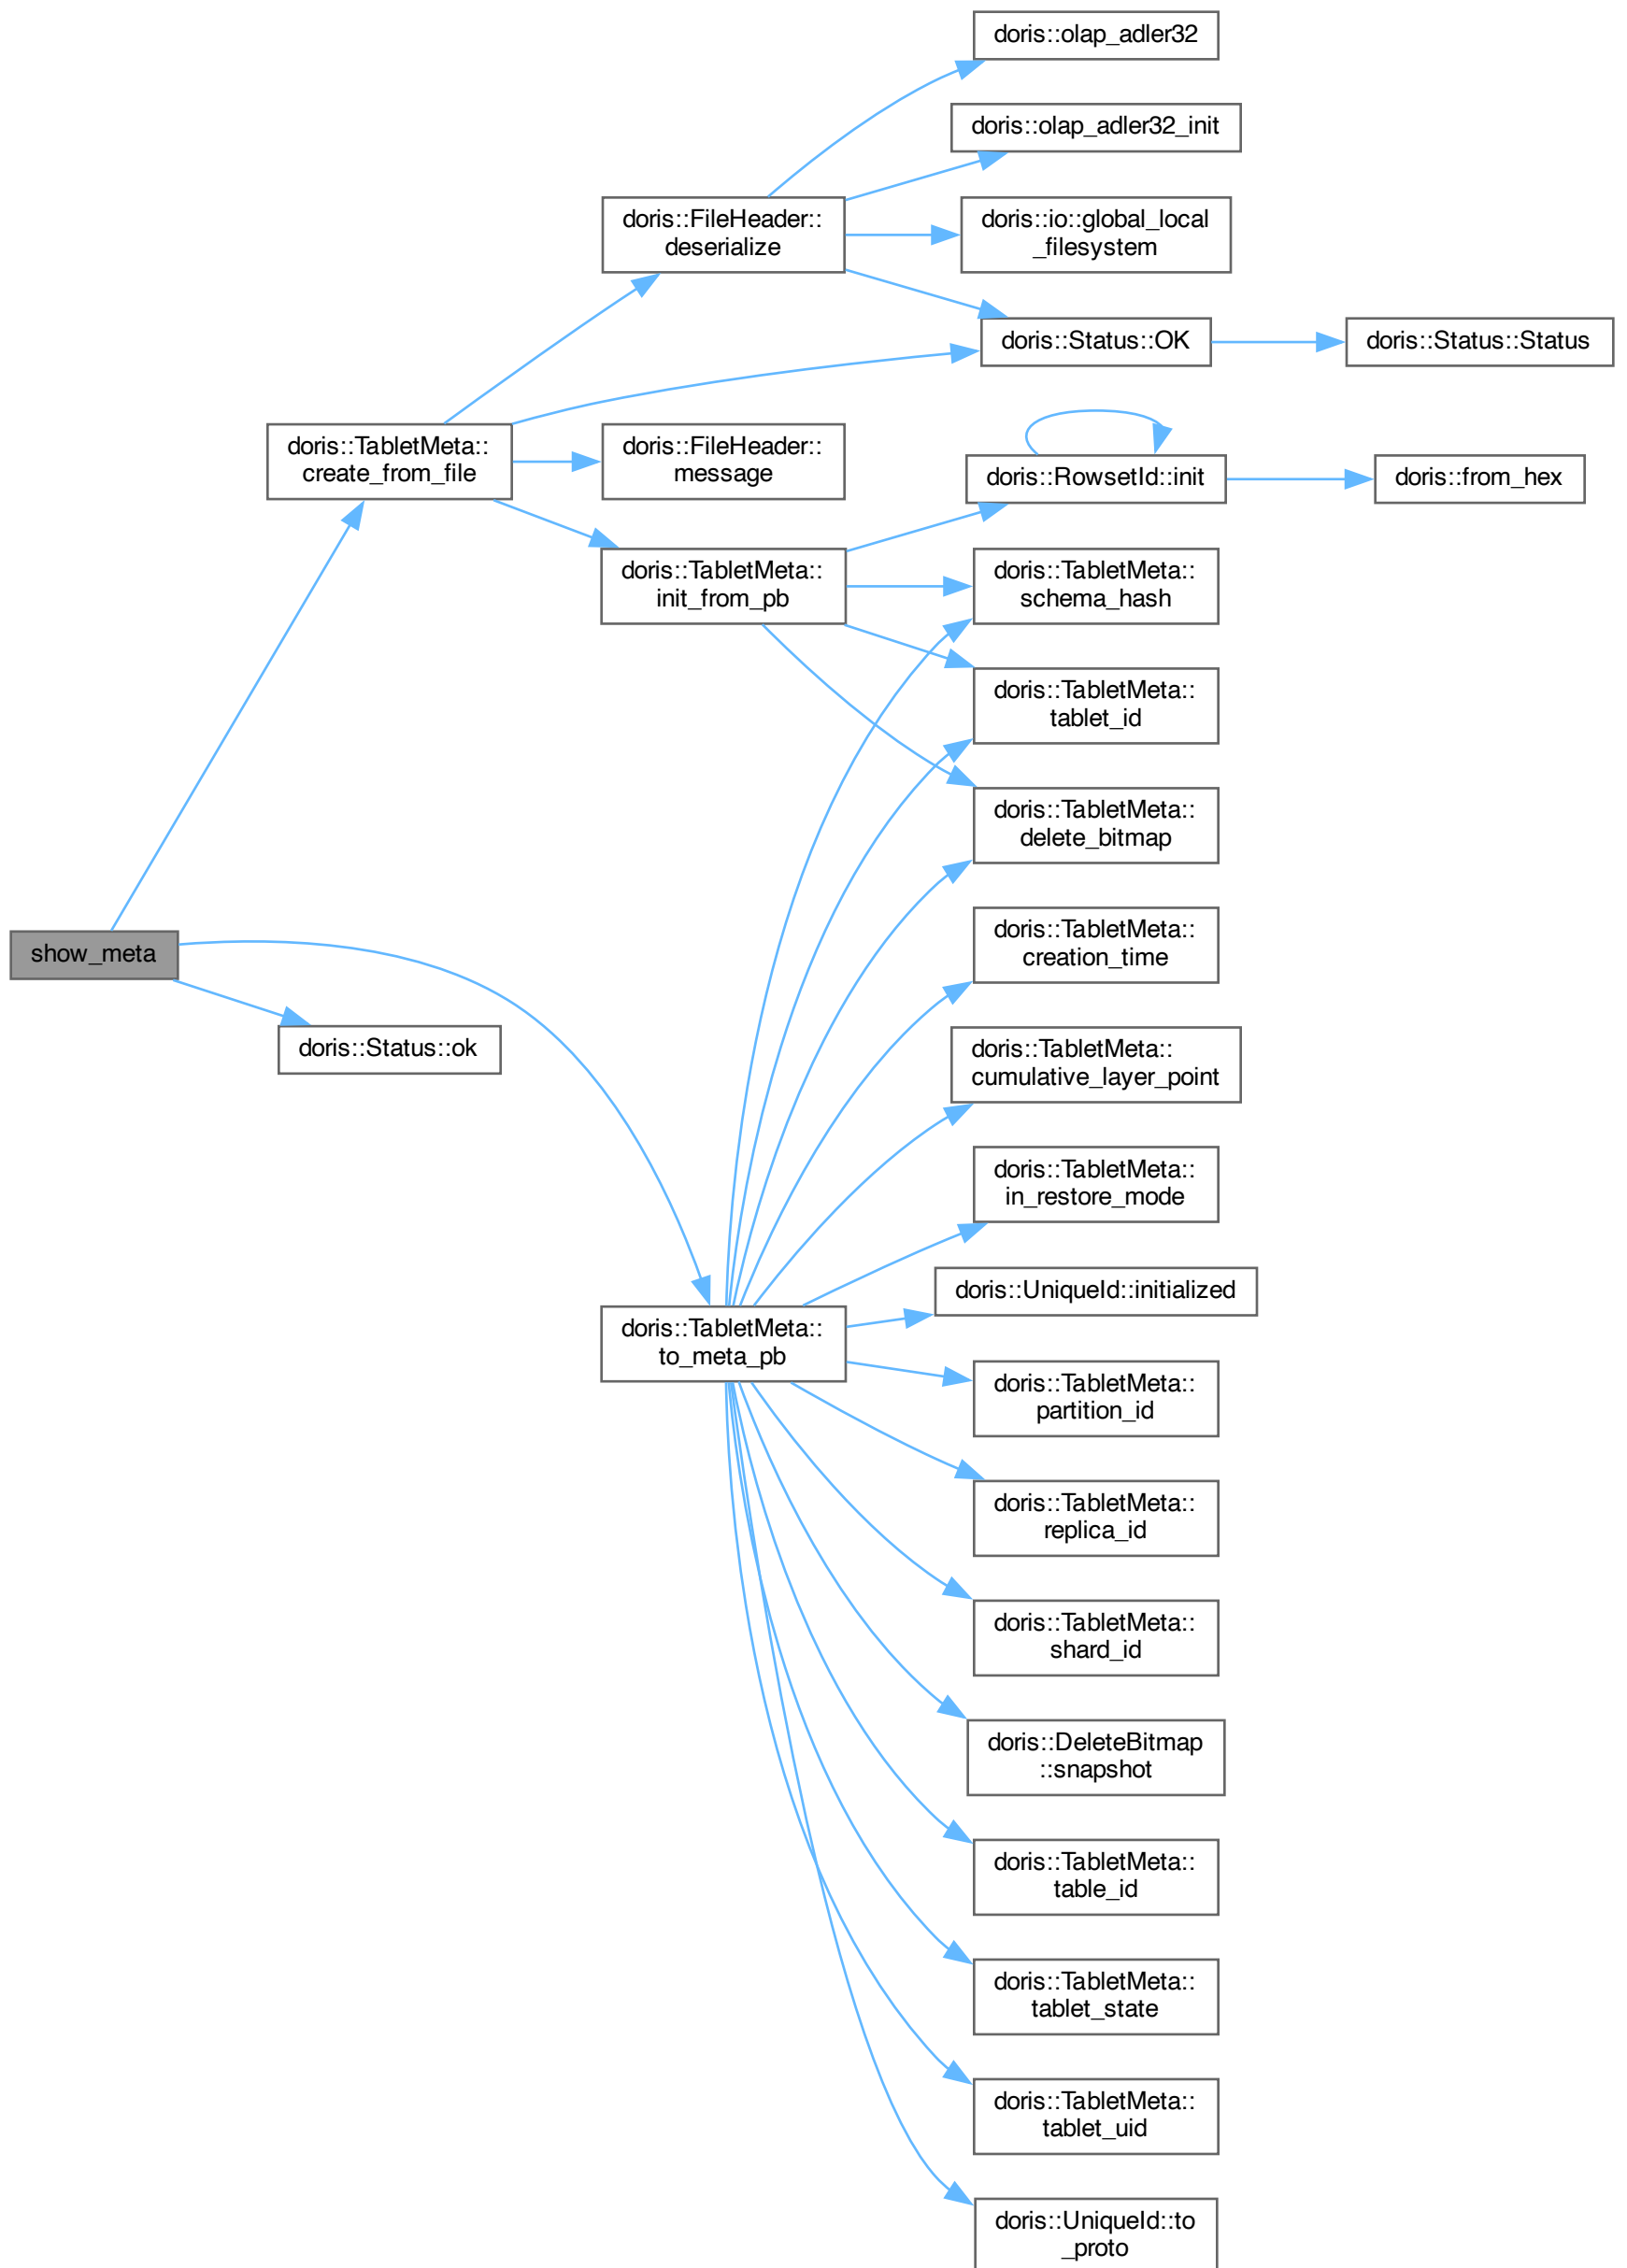 show_meta
doris::TabletMeta::
create_from_file
doris::FileHeader::
deserialize
doris::olap_adler32
doris::olap_adler32_init
doris::io::global_local
_filesystem
doris::Status::OK
doris::Status::Status
doris::FileHeader::
message
doris::TabletMeta::
init_from_pb
doris::RowsetId::init
doris::from_hex
doris::TabletMeta::
schema_hash
doris::TabletMeta::
tablet_id
doris::TabletMeta::
delete_bitmap
doris::Status::ok
doris::TabletMeta::
to_meta_pb
doris::TabletMeta::
creation_time
doris::TabletMeta::
cumulative_layer_point
doris::TabletMeta::
in_restore_mode
doris::UniqueId::initialized
doris::TabletMeta::
partition_id
doris::TabletMeta::
replica_id
doris::TabletMeta::
shard_id
doris::DeleteBitmap
::snapshot
doris::TabletMeta::
table_id
doris::TabletMeta::
tablet_state
doris::TabletMeta::
tablet_uid
doris::UniqueId::to
_proto